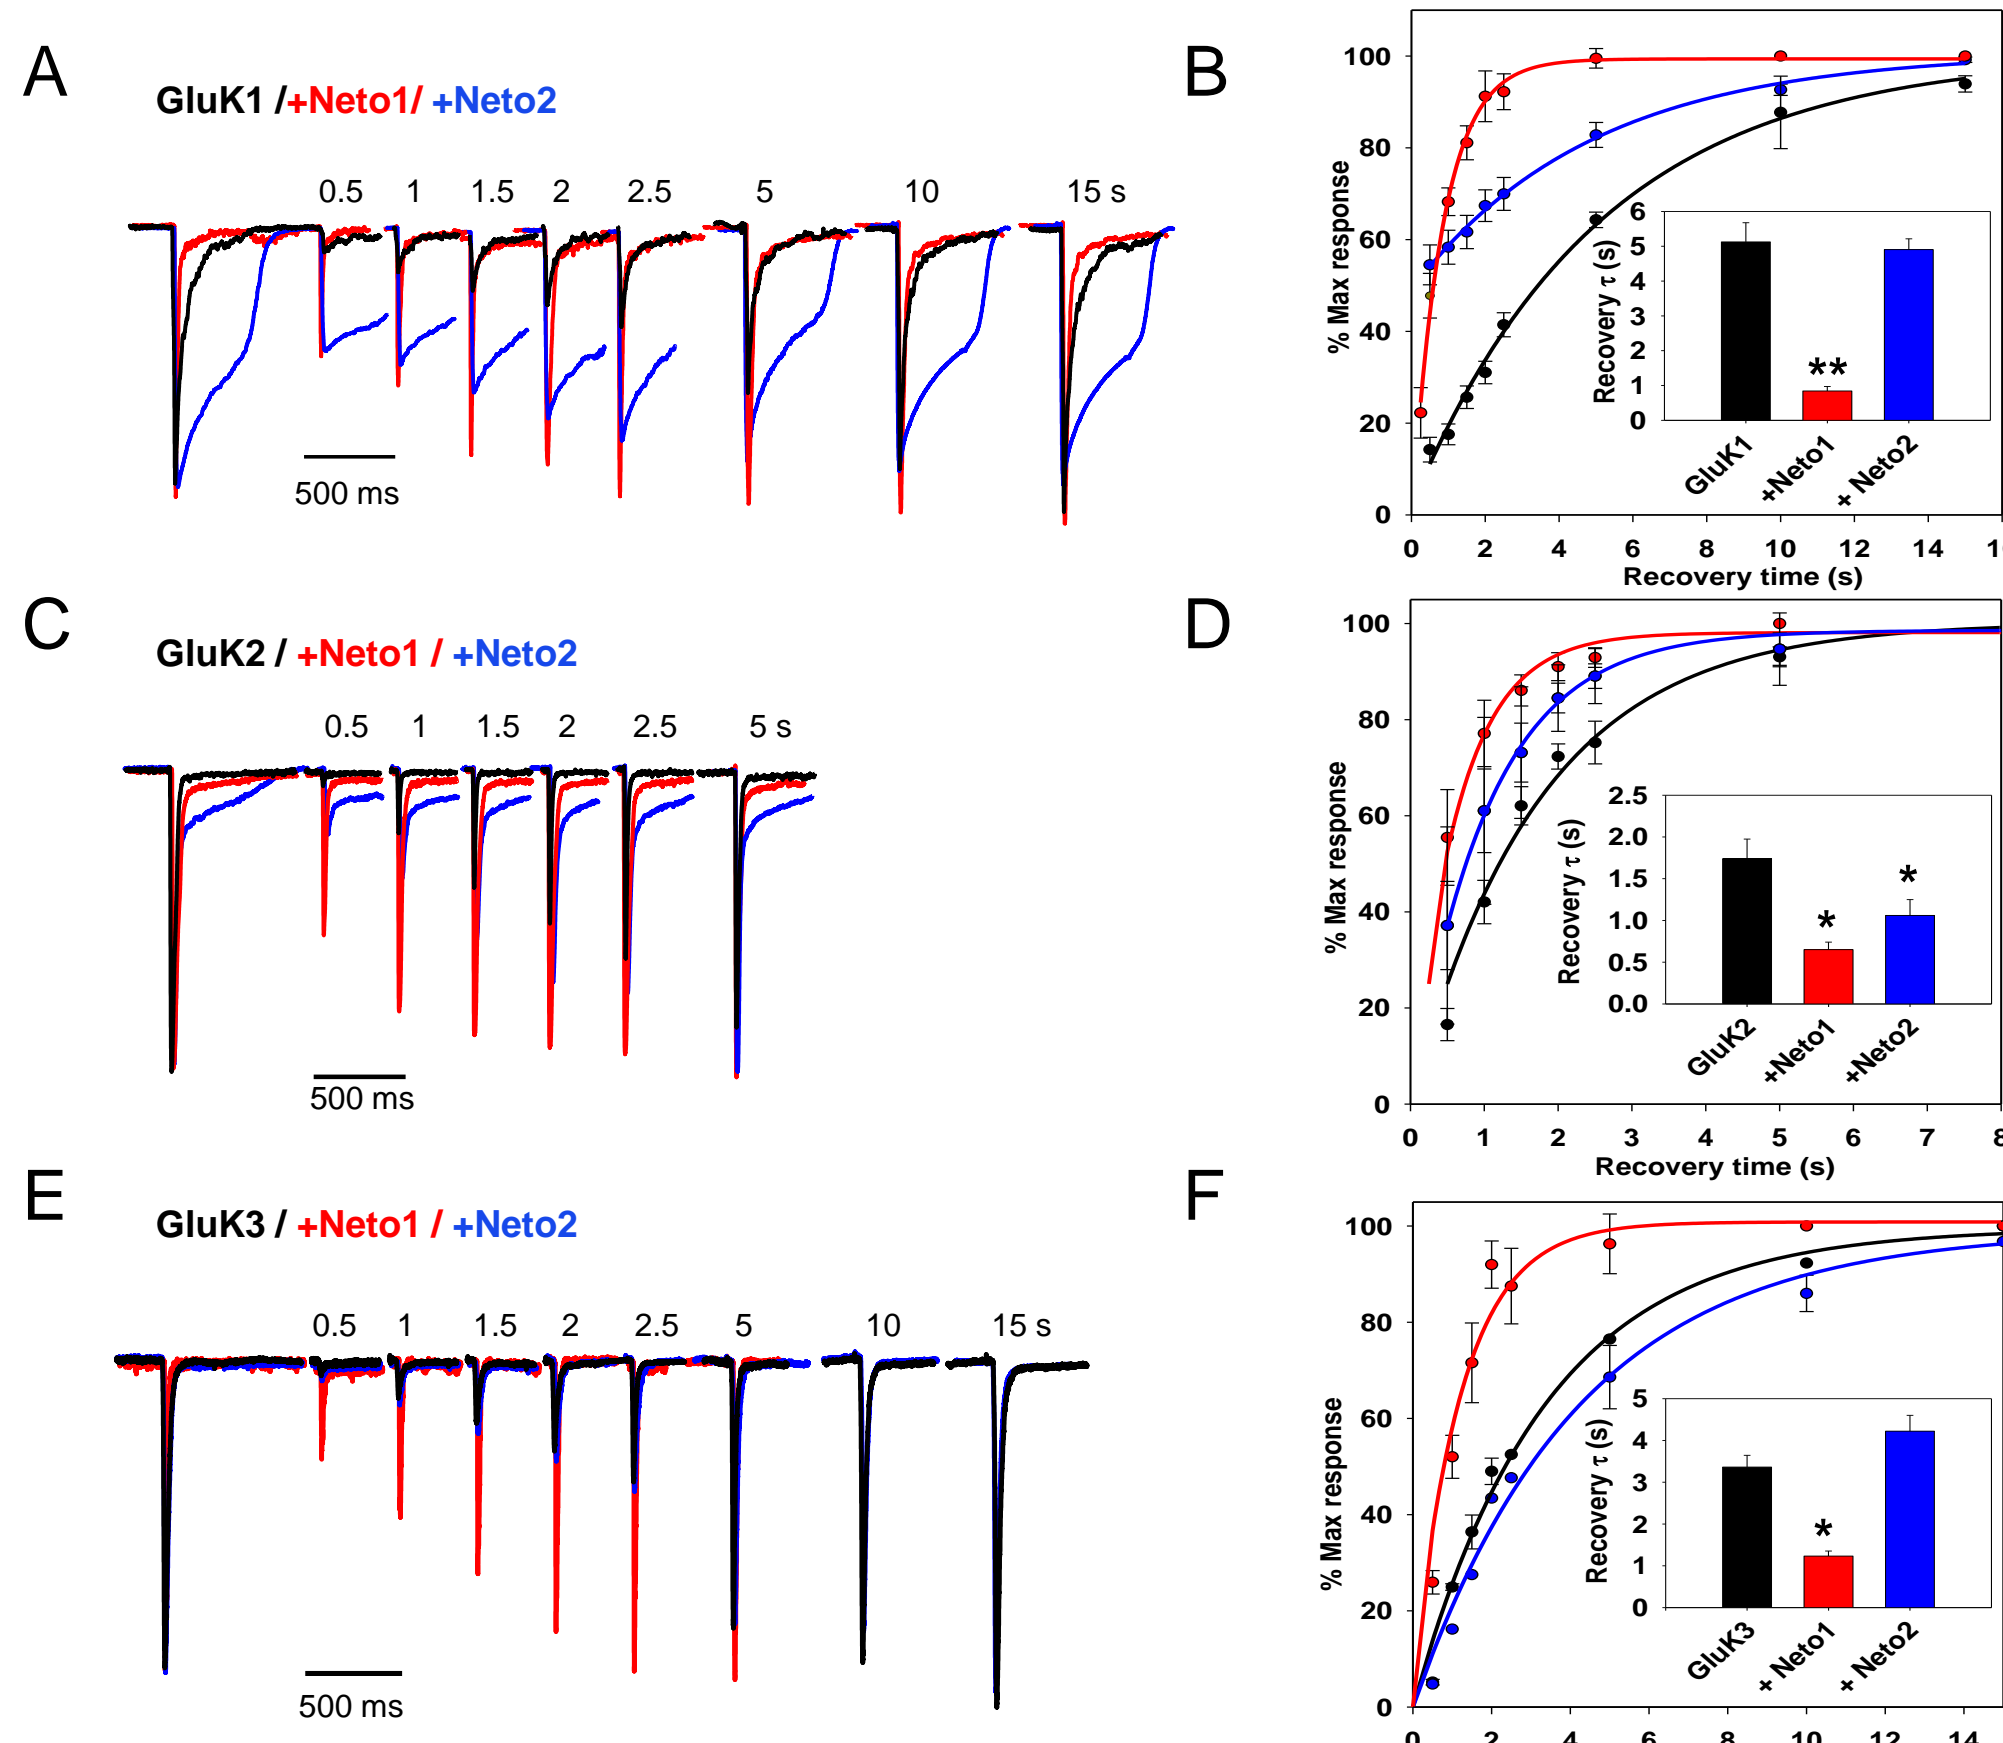 A
GluK1 /+Neto1/ +Neto2
0.5 1 1.5 2 2.5 5 10 15 s
500 ms
B
% Max response
100
80
60
40
20
0
0 2 4 6 8 10 12 14
Recovery time (s)
Recovery τ (s)
6
5
4
3
2
1
0
**
GluK1 +Neto1 + Neto2
C
GluK2 / +Neto1 / +Neto2
0.5 1 1.5 2 2.5 5 s
500 ms
D
% Max response
100
80
60
40
20
0
0 1 2 3 4 5 6 7 8
Recovery time (s)
Recovery τ (s)
2.5
2.0
1.5
1.0
0.5
0.0
* *
GluK2 +Neto1 +Neto2
E
GluK3 / +Neto1 / +Neto2
0.5 1 1.5 2 2.5 5 10 15 s
500 ms
F
% Max response
100
80
60
40
20
0
0 2 4 6 8 10 12 14
Recovery τ (s)
5
4
3
2
1
0
*
GluK3 + Neto1 + Neto2